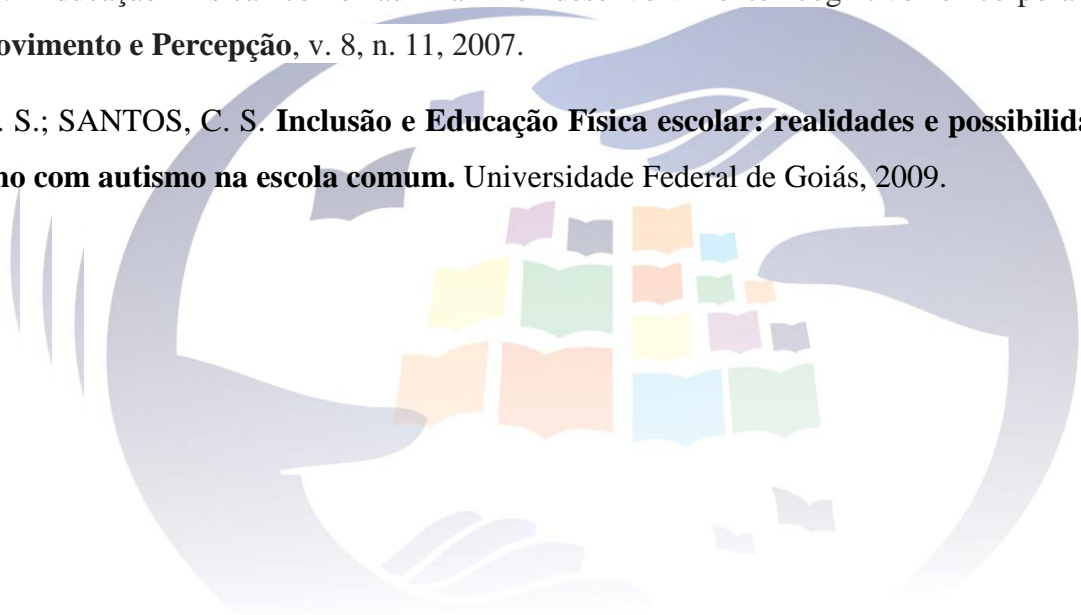 ovimento e Percepção, v. 8, n. 11, 2007.
. S.; SANTOS, C. S. Inclusão e Educação Física escolar: realidades e possibilida
no com autismo na escola comum. Universidade Federal de Goiás, 2009.